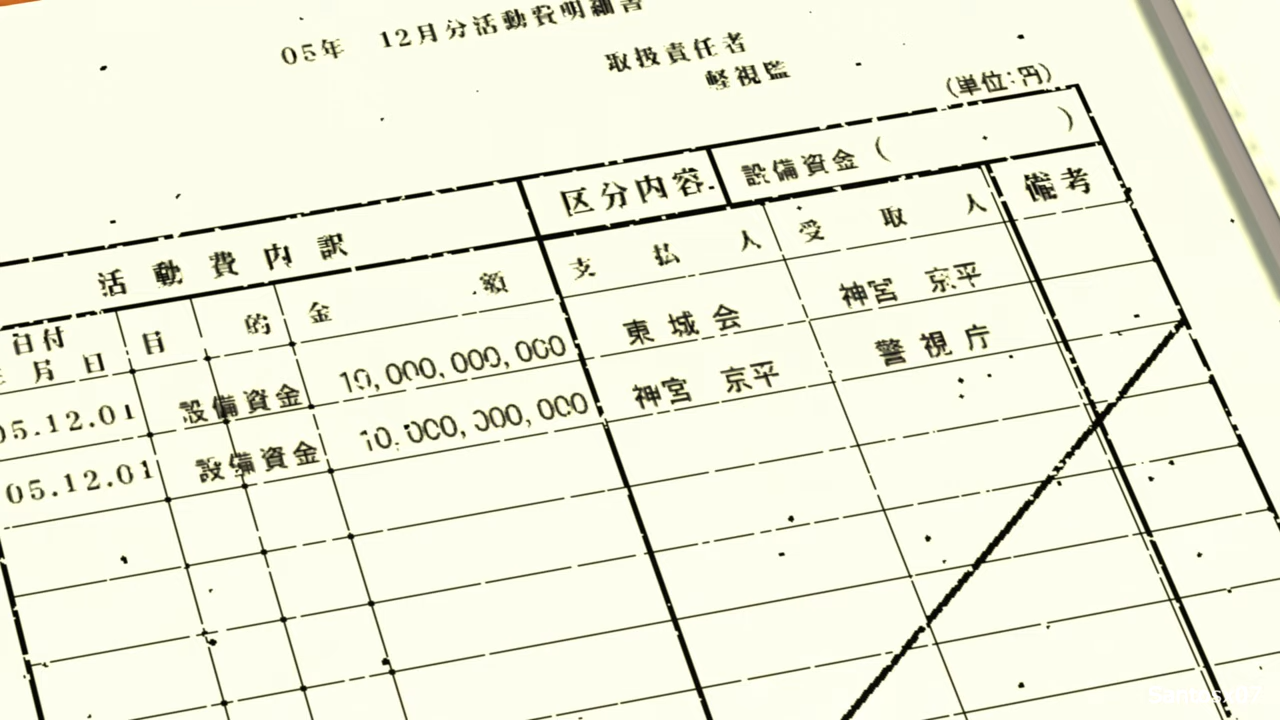 05年 12月分活動費明細書
取扱責任者
軽視監
(単位:円)
区分内容 設備資金 ( )
活動費内訳 支払人 受取人 備考
日付 目的 金額
年月日
05.12.01 設備資金 10,000,000,000 東城会 神宮 京平
05.12.01 設備資金 10,000,000,000 神宮 京平 警視庁